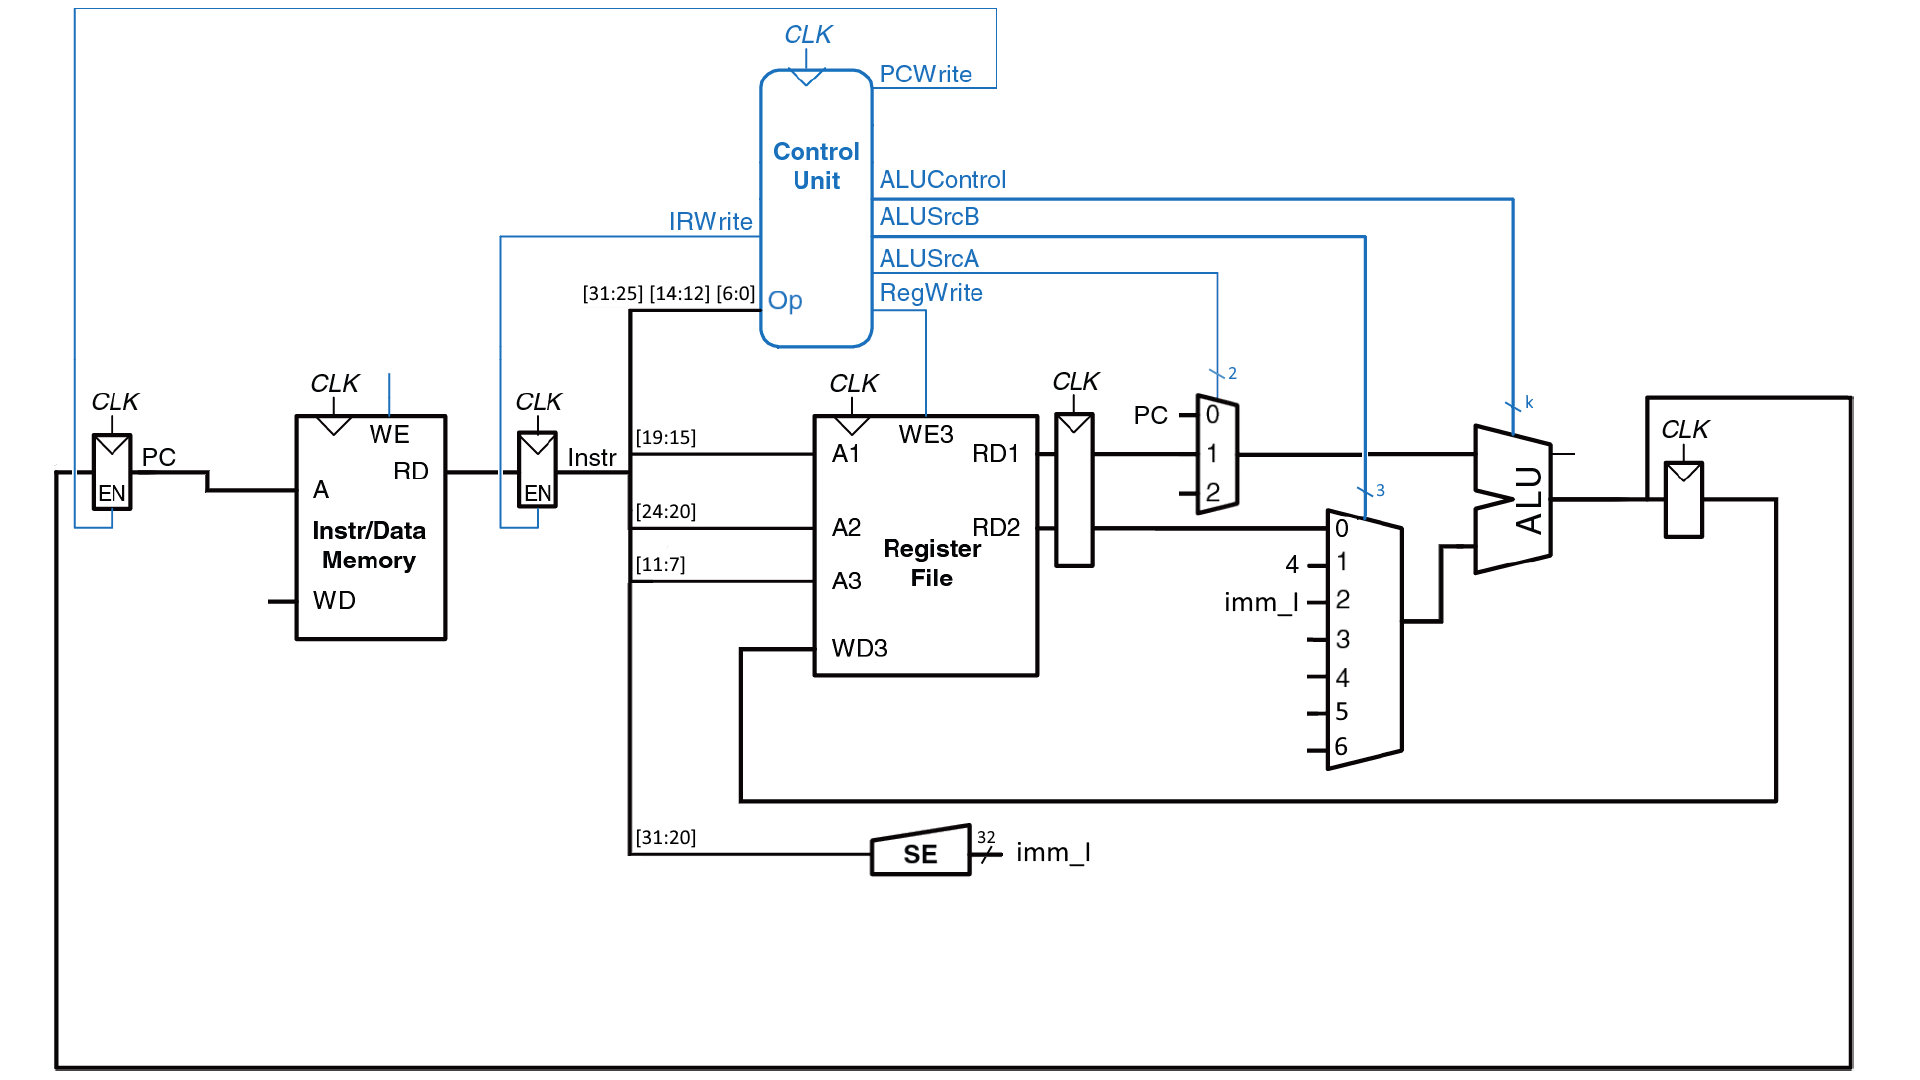 CLK
PCWrite
Control
Unit
ALUControl
IRWrite
ALUSrcB
ALUSrcA
[31:25] [14:12] [6:0]
Op
RegWrite
2
k
CLK
PC
EN
CLK
WE
RD
A
Instr/Data
Memory
WD
CLK
EN
Instr
[19:15]
[24:20]
[11:7]
CLK
WE3
A1
RD1
A2
RD2
A3
Register
File
WD3
CLK
PC
0
1
2
3
0
4
1
imm_I
2
3
4
5
6
ALU
CLK
[31:20]
SE
32
imm_I